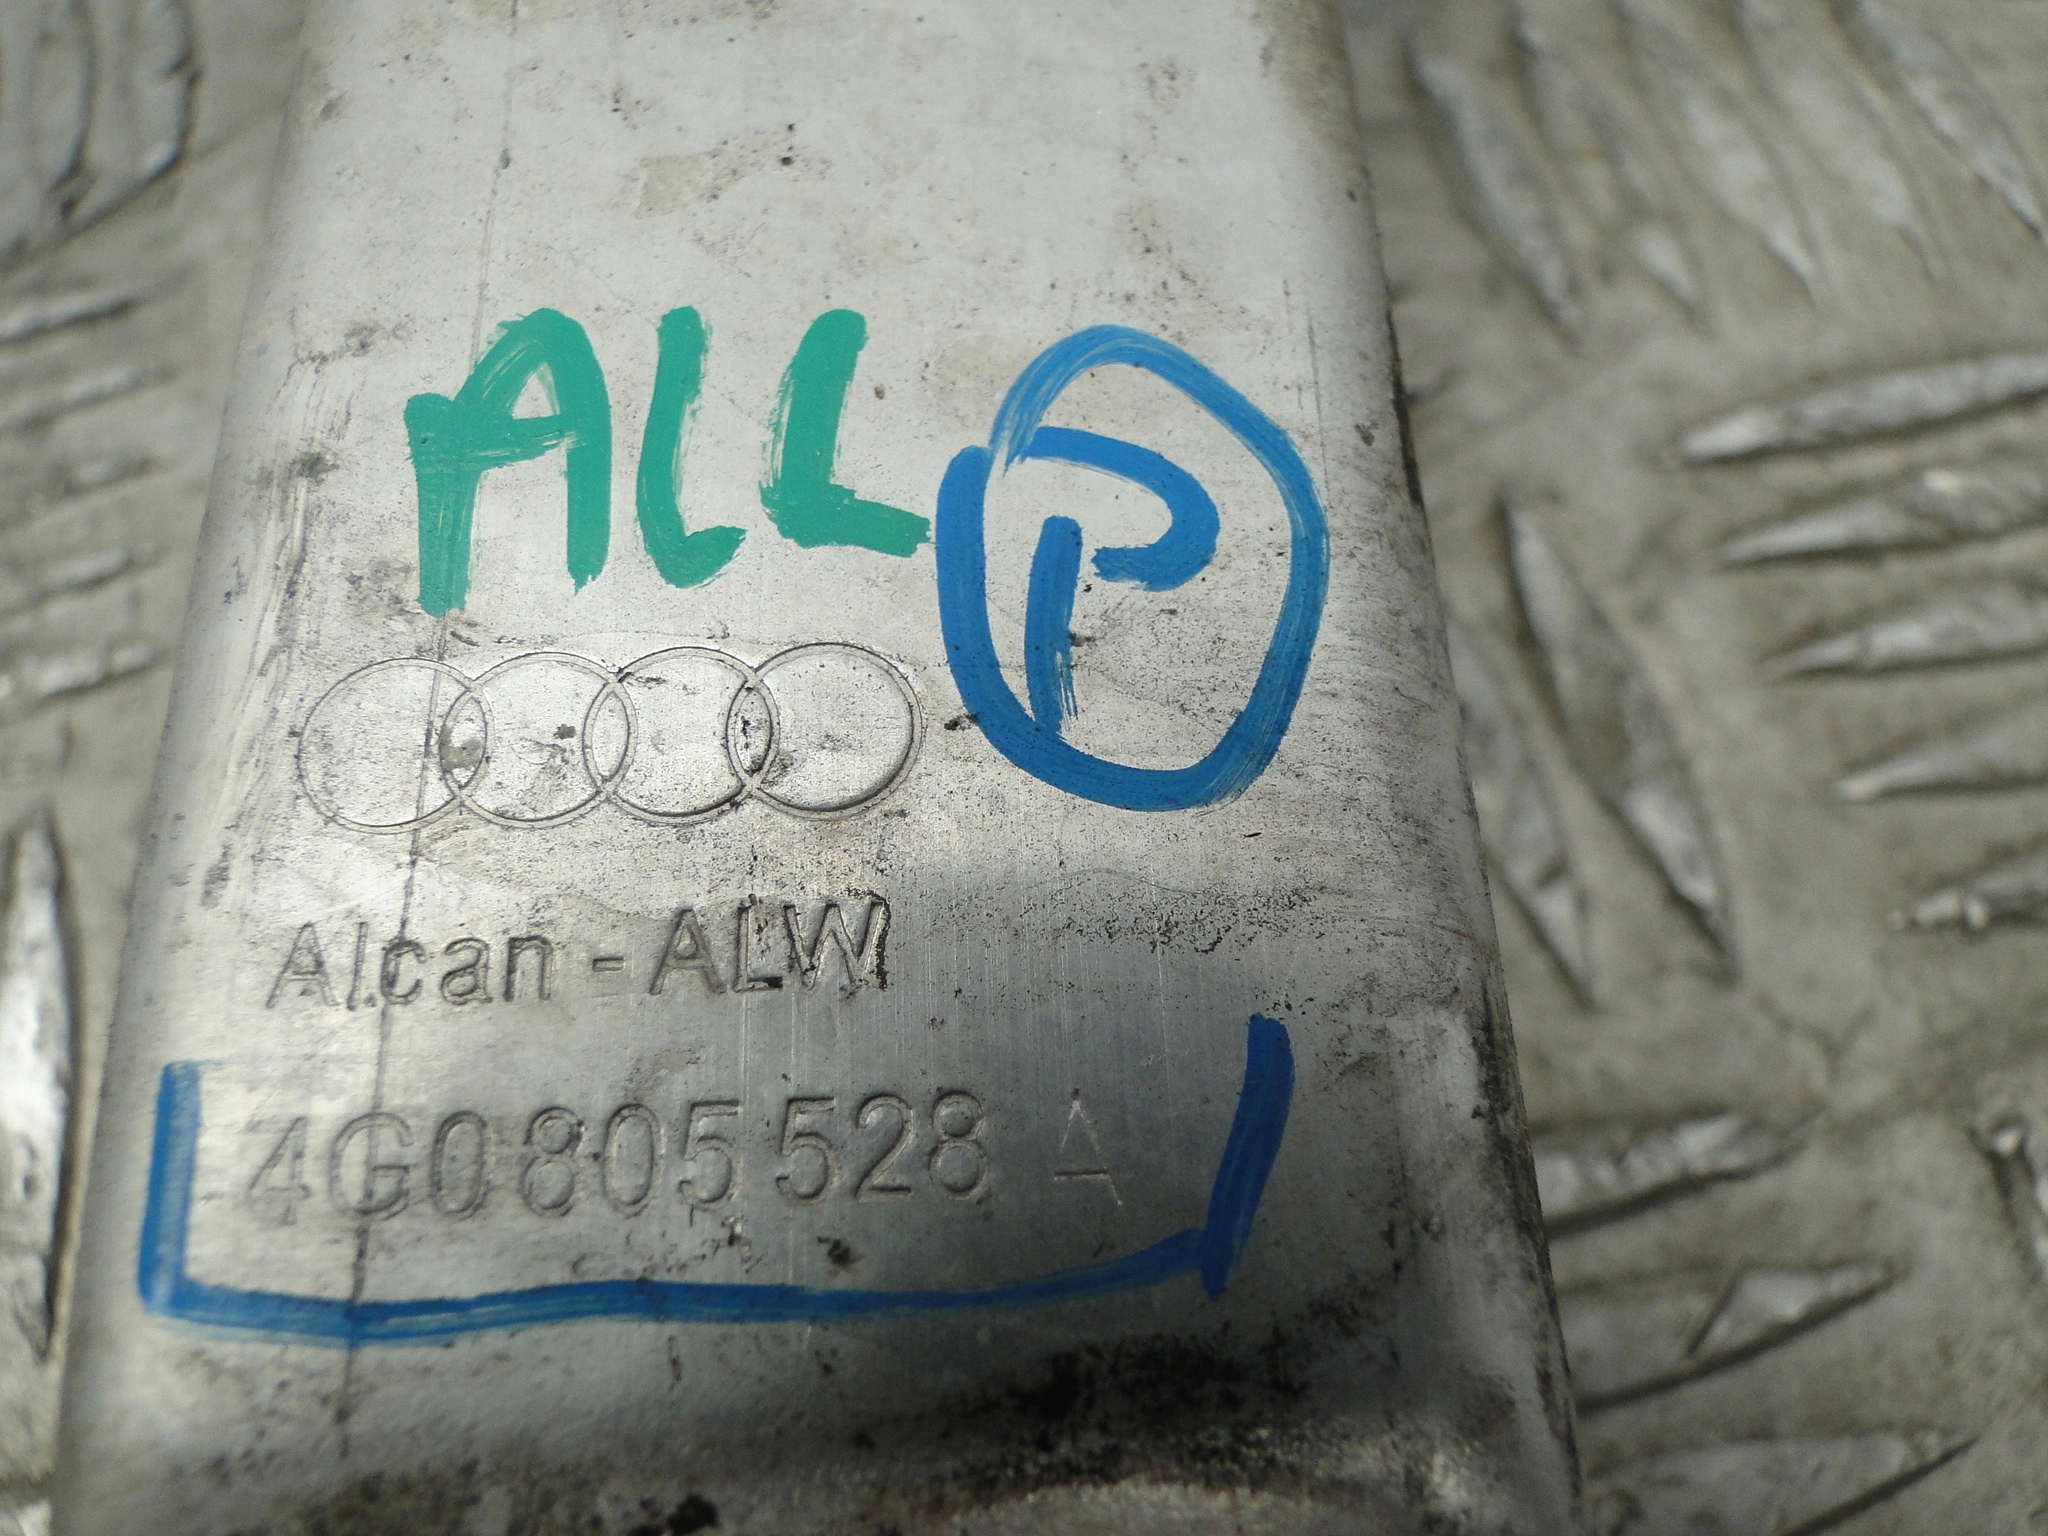 ALL P
Alcan - ALW
4G0 805 528 A